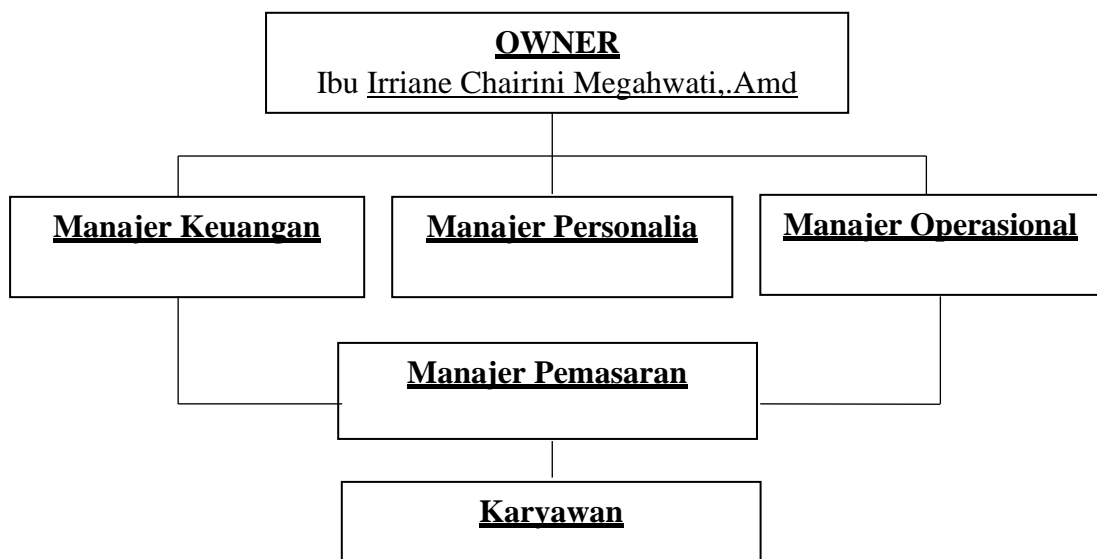 OWNER
Ibu Irriane Chairini Megahwati,.Amd
Manajer Keuangan
Manajer Personalia
Manajer Operasional
Manajer Pemasaran
Karyawan